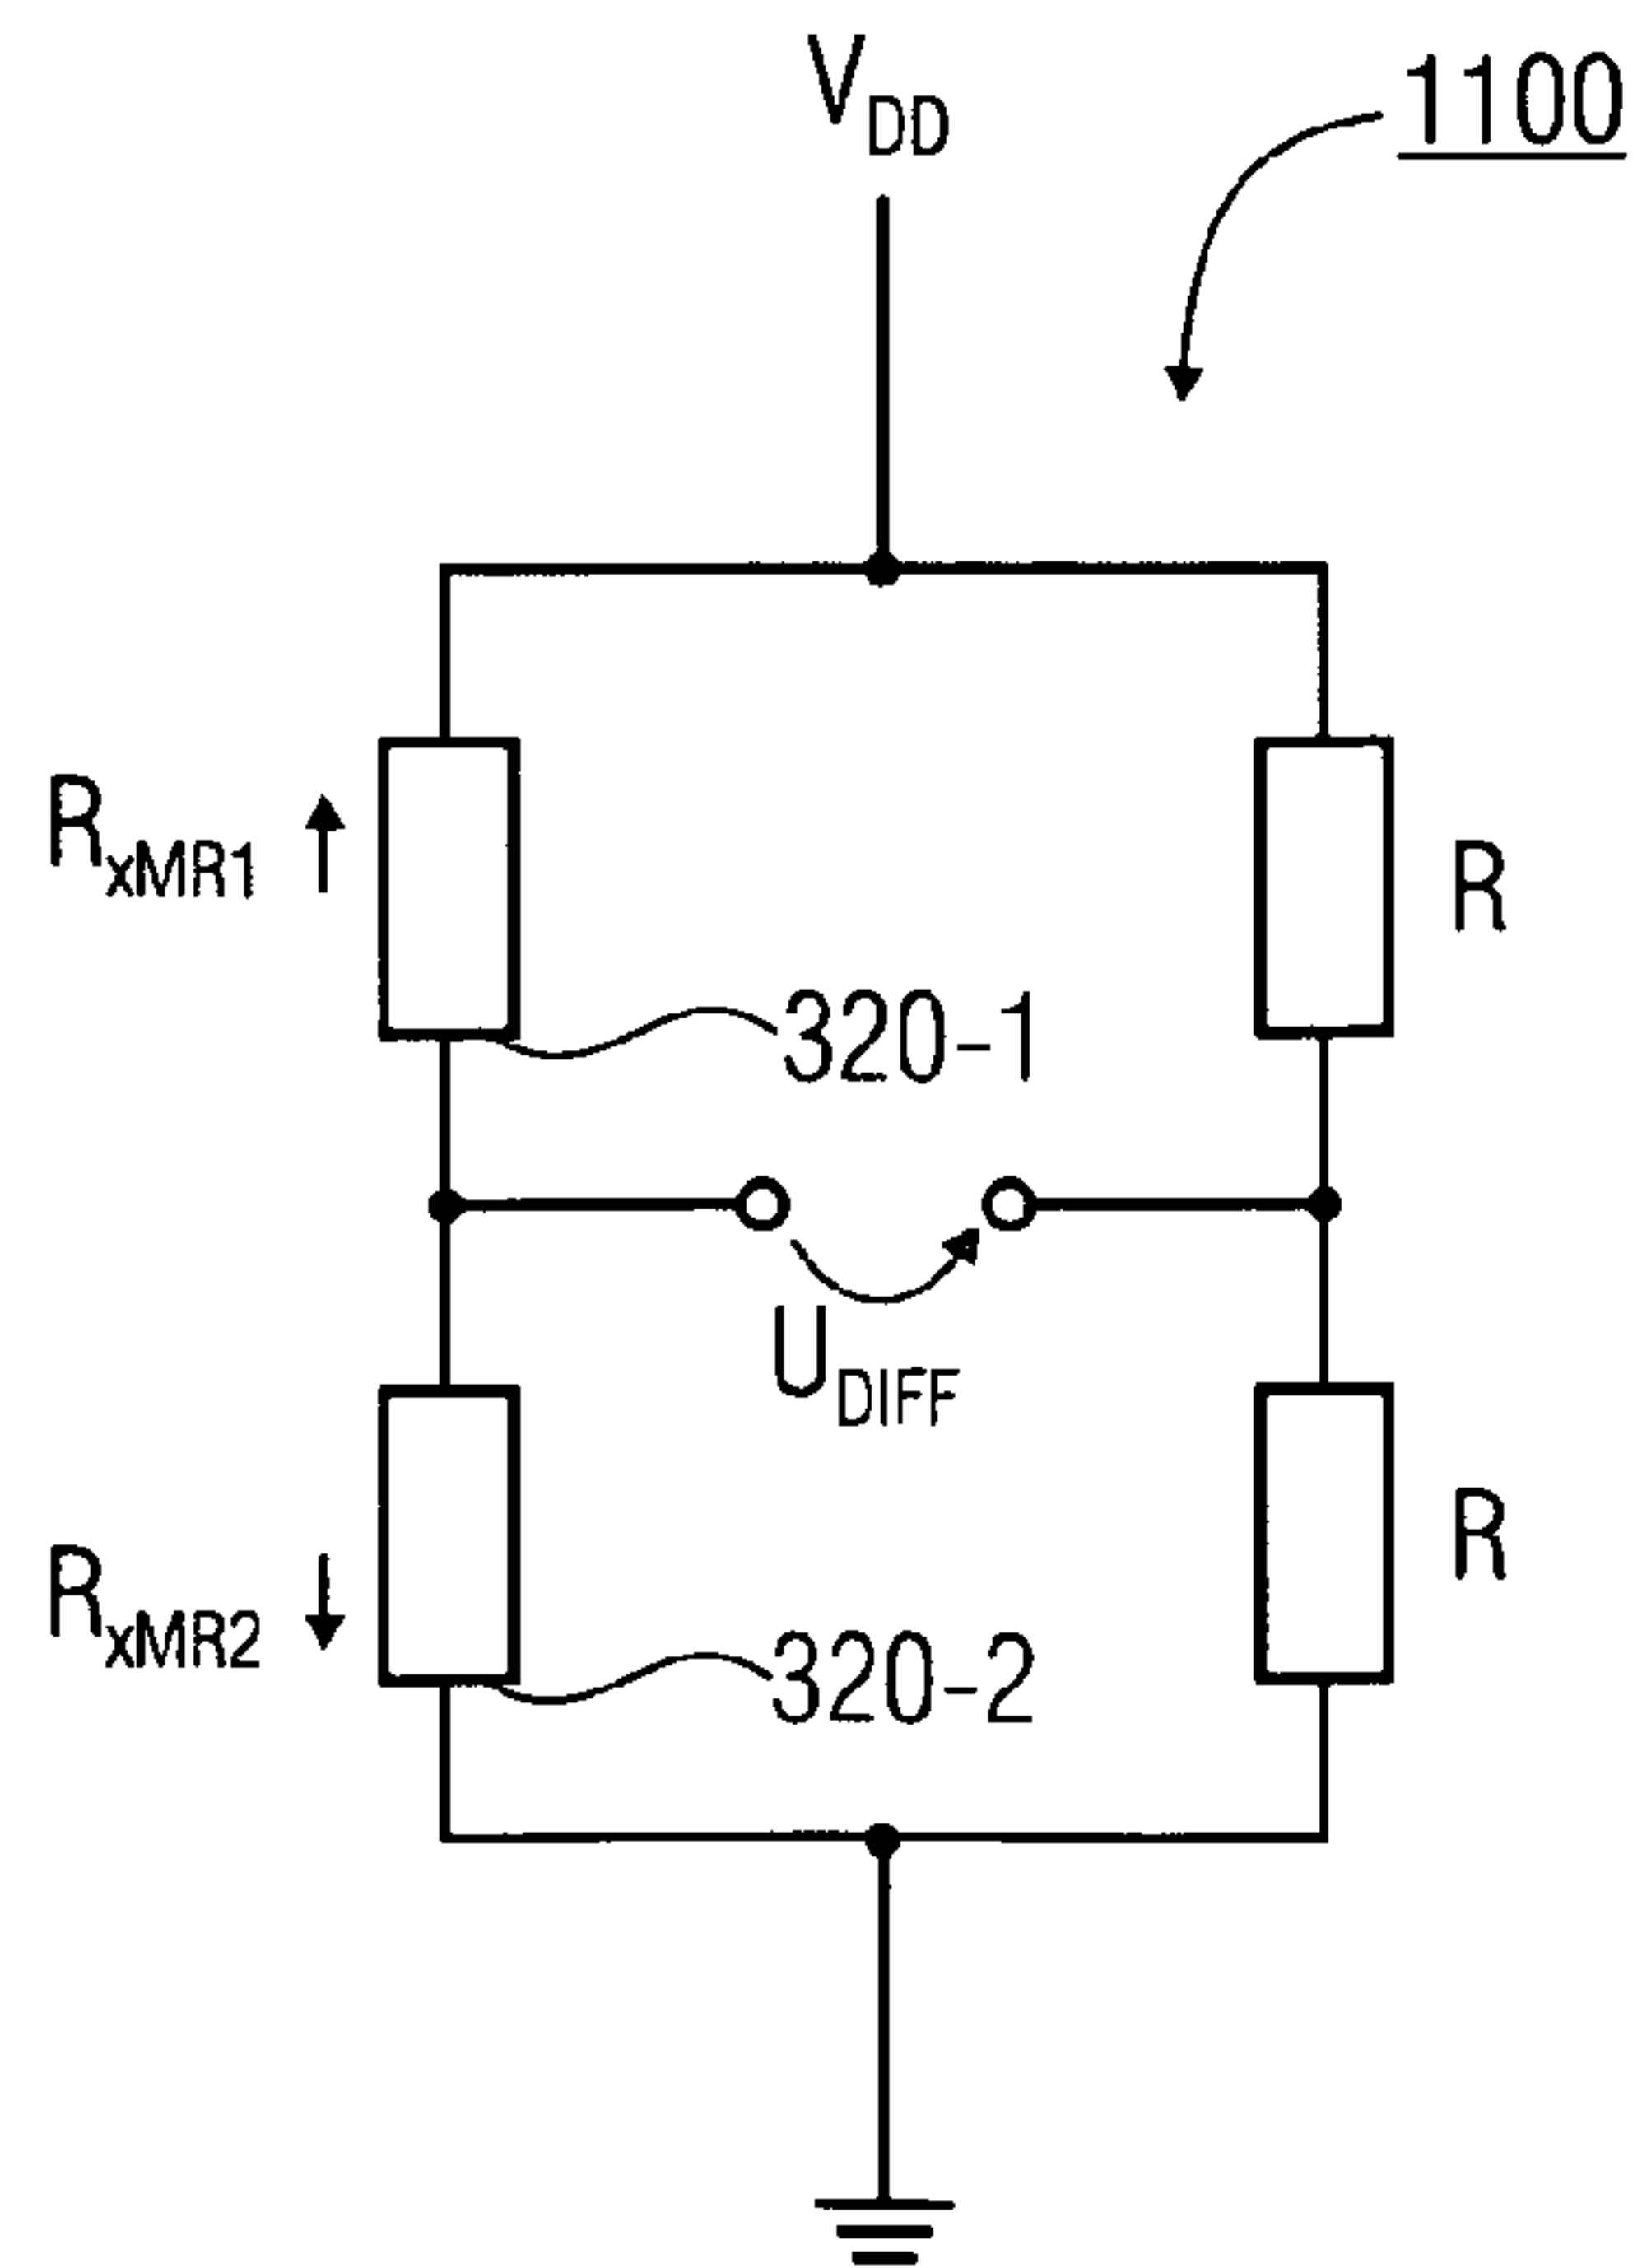 V_DD
1100
R_xMR1
R
320-1
U_DIFF
R_xMR2
R
320-2